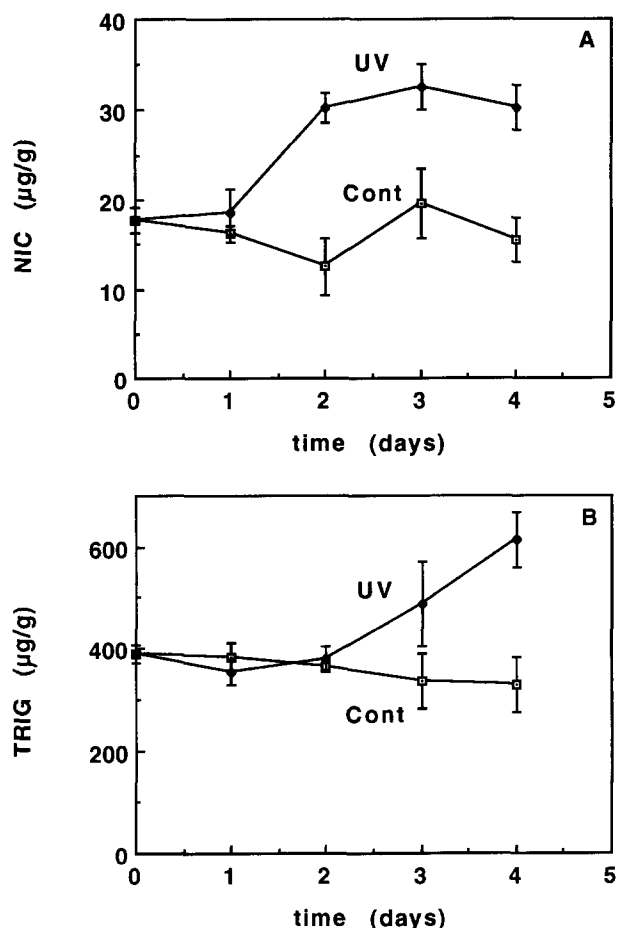 40
A
UV
30
NIC (µg/g)
Cont
20
10
0
0 1 2 3 4 5
time (days)
B
600
UV
TRIG (µg/g)
400
Cont
200
0
0 1 2 3 4 5
time (days)